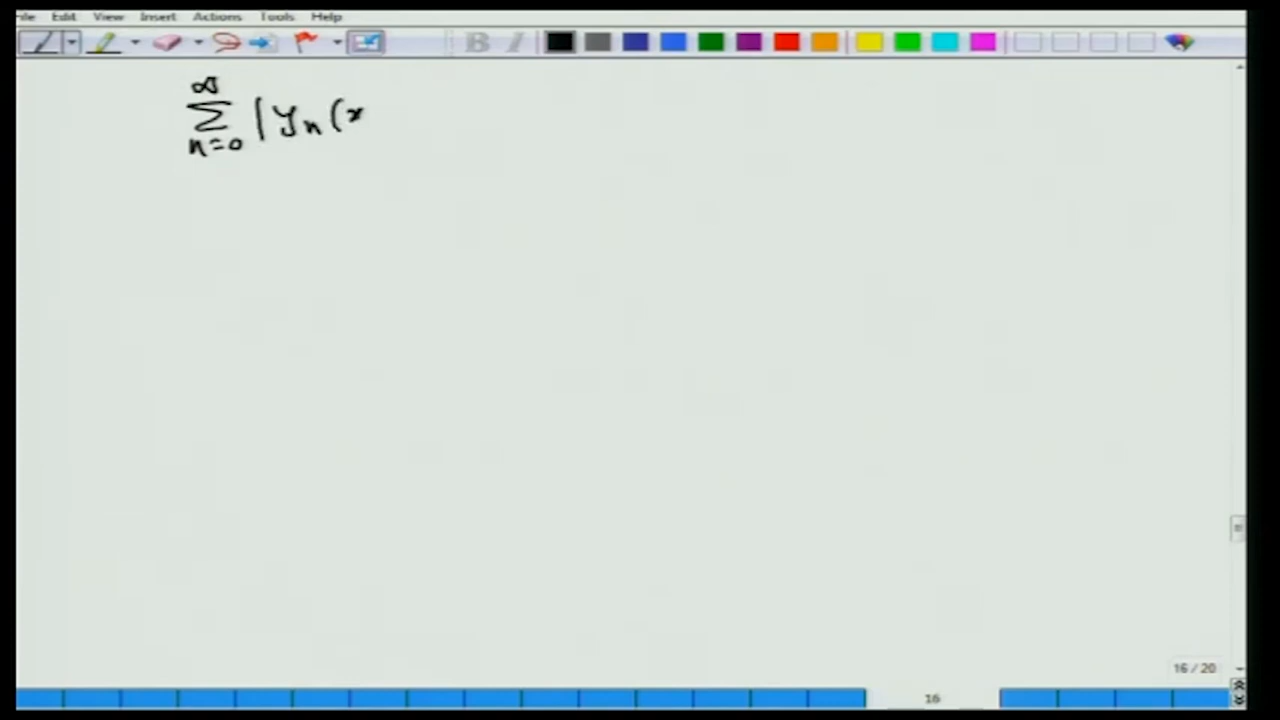 File Edit View Insert Actions Tools Help
∞
∑ |yₙ(x
n=0
16 / 20
16